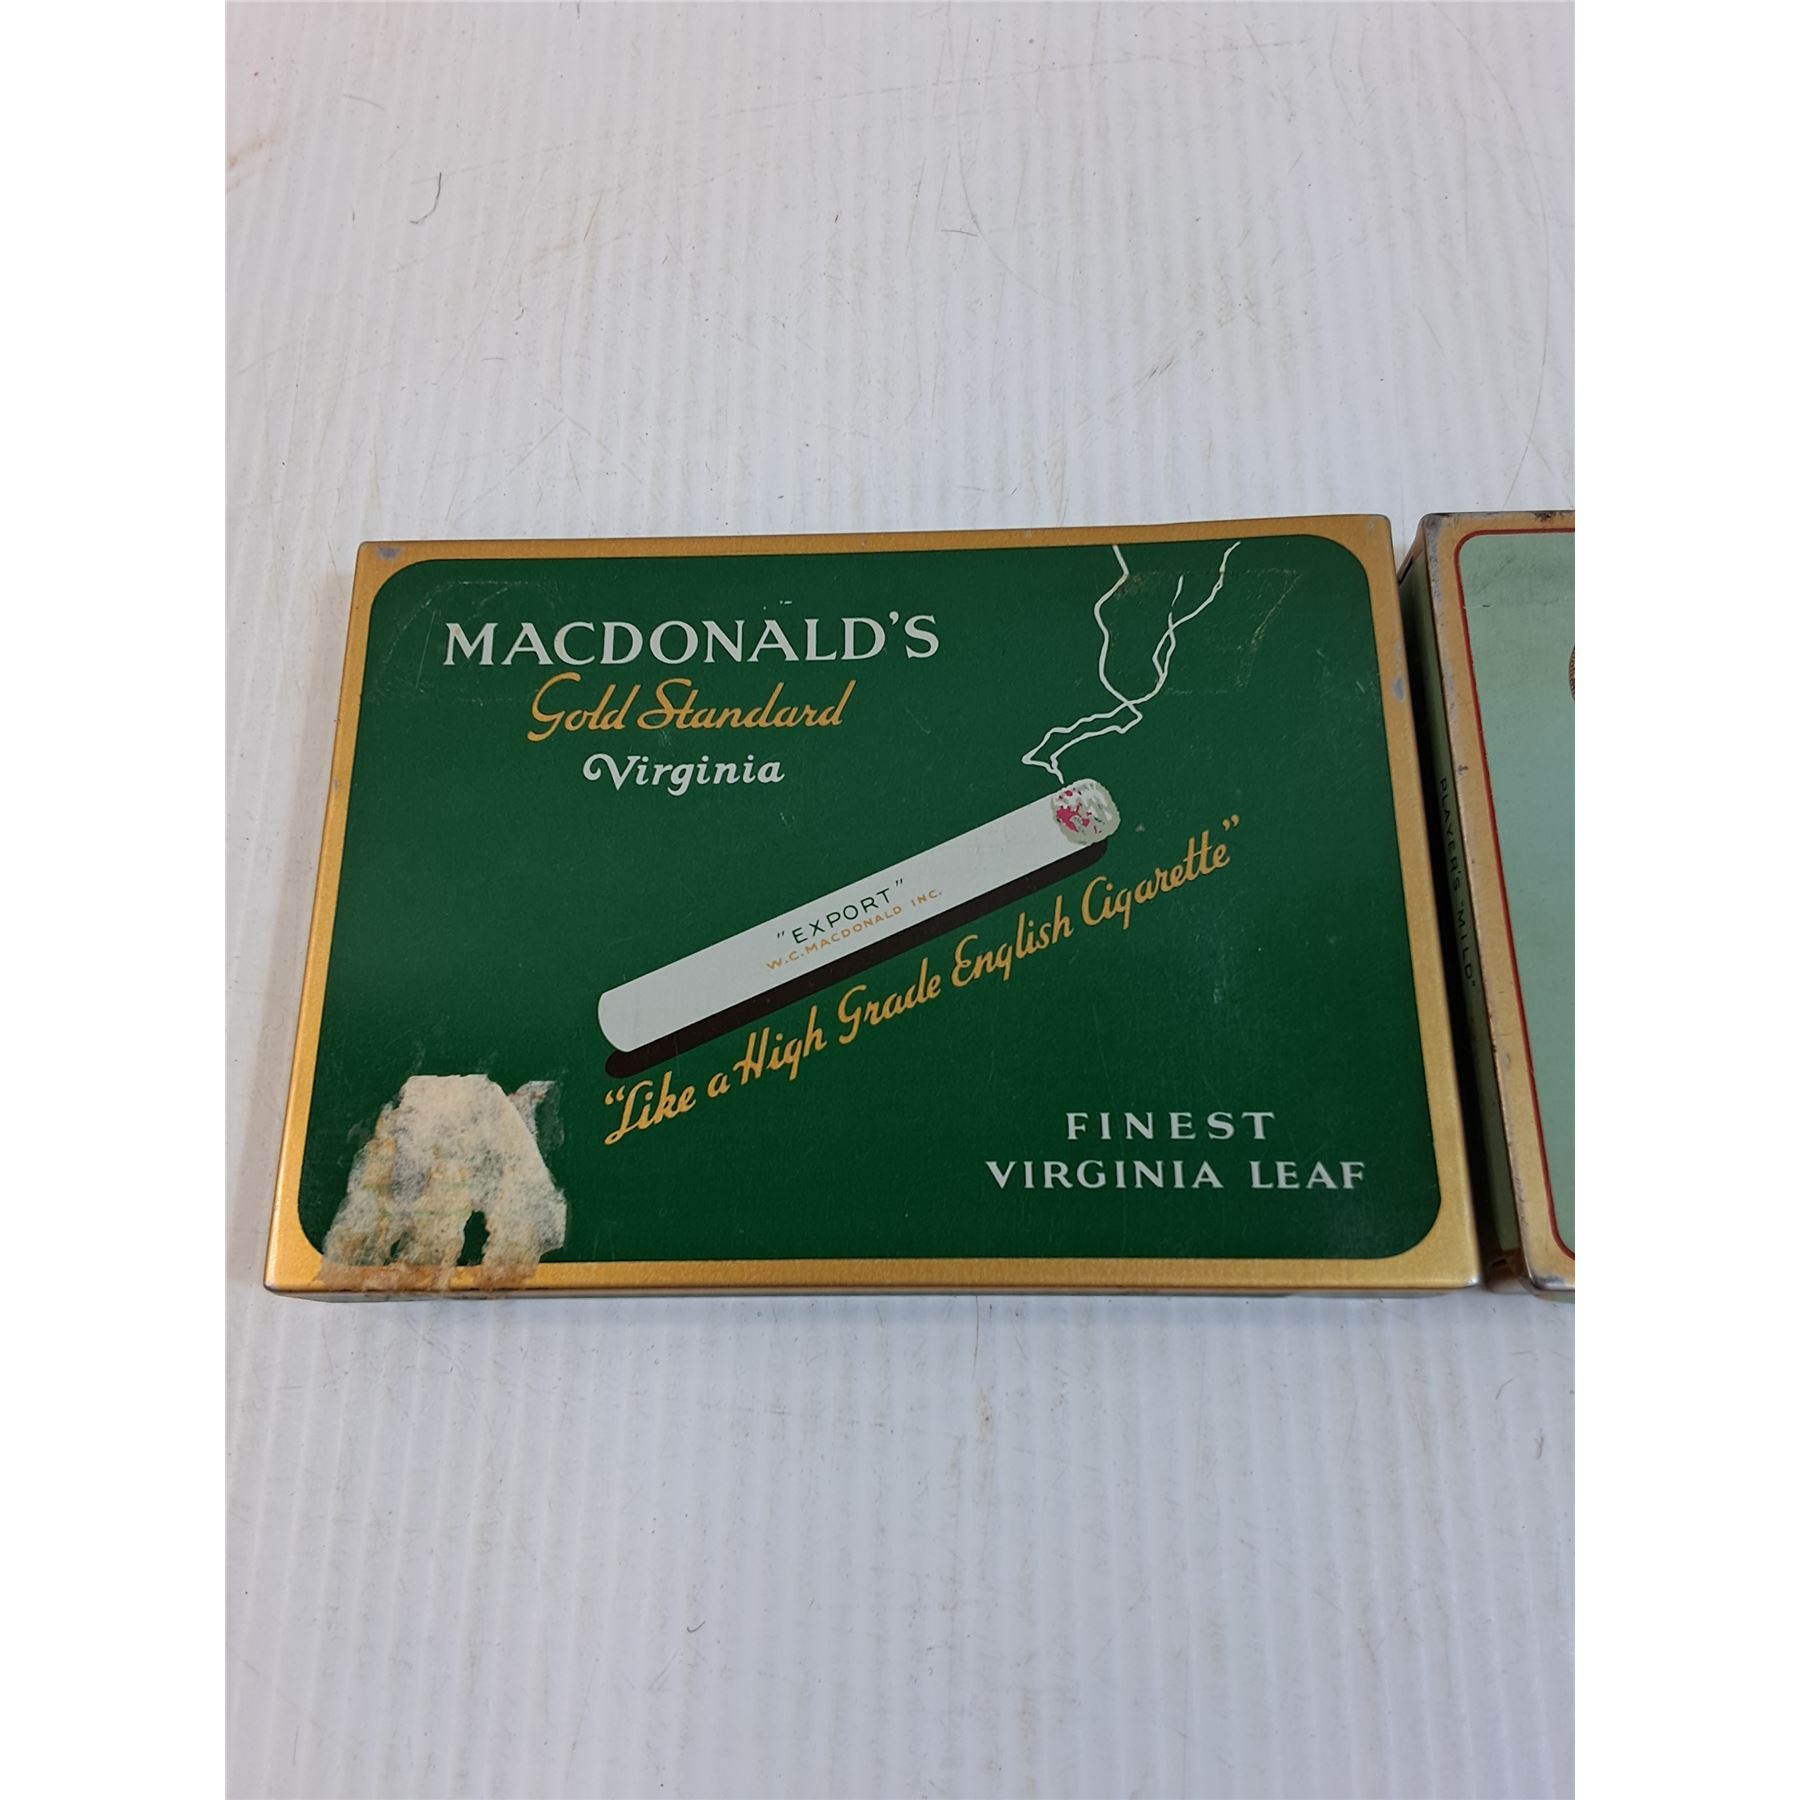 MACDONALD'S
Gold Standard
Virginia
"EXPORT"
W.C. MACDONALD INC.
"Like a High Grade English Cigarette"
FINEST
VIRGINIA LEAF
PLAYER'S "MILD"